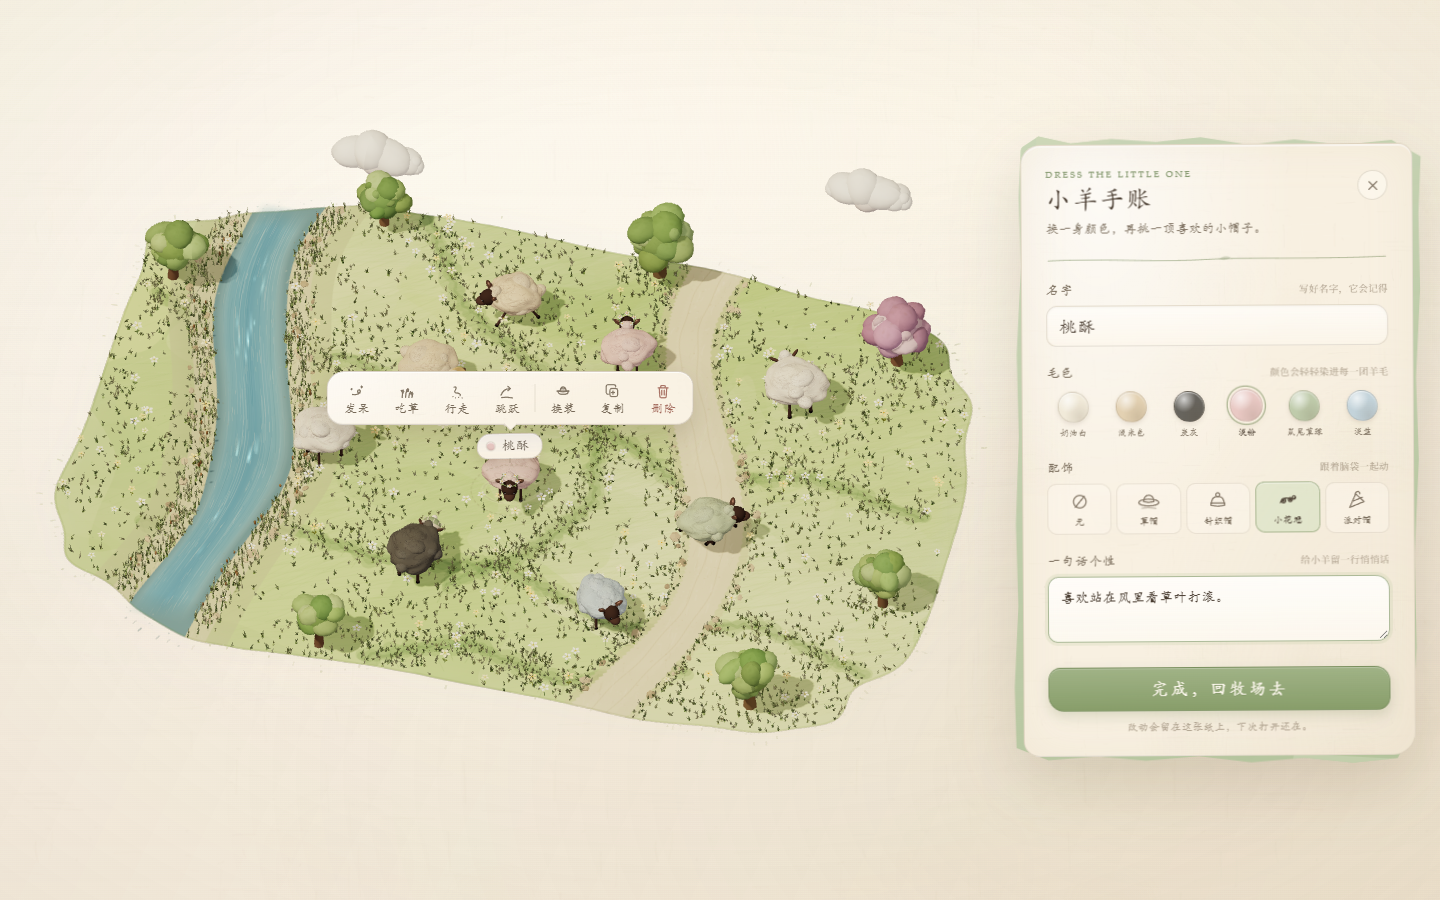 发呆 吃草 行走 跳跃 换装 复制 删除
桃酥
DRESS THE LITTLE ONE
小羊手账
换一身颜色，再挑一顶喜欢的小帽子。
名字 写好名字，它会记得
桃酥
毛色 颜色会轻轻染进每一团羊毛
奶油白 浅米色 灰灰 浅粉 鼠尾草绿 淡蓝
配饰 跟着脑袋一起动
无 草帽 针织帽 小花环 派对帽
一句话个性 给小羊留一行悄悄话
喜欢站在风里看草叶打滚。
完成，回牧场去
改动会留在这张纸上，下次打开还在。